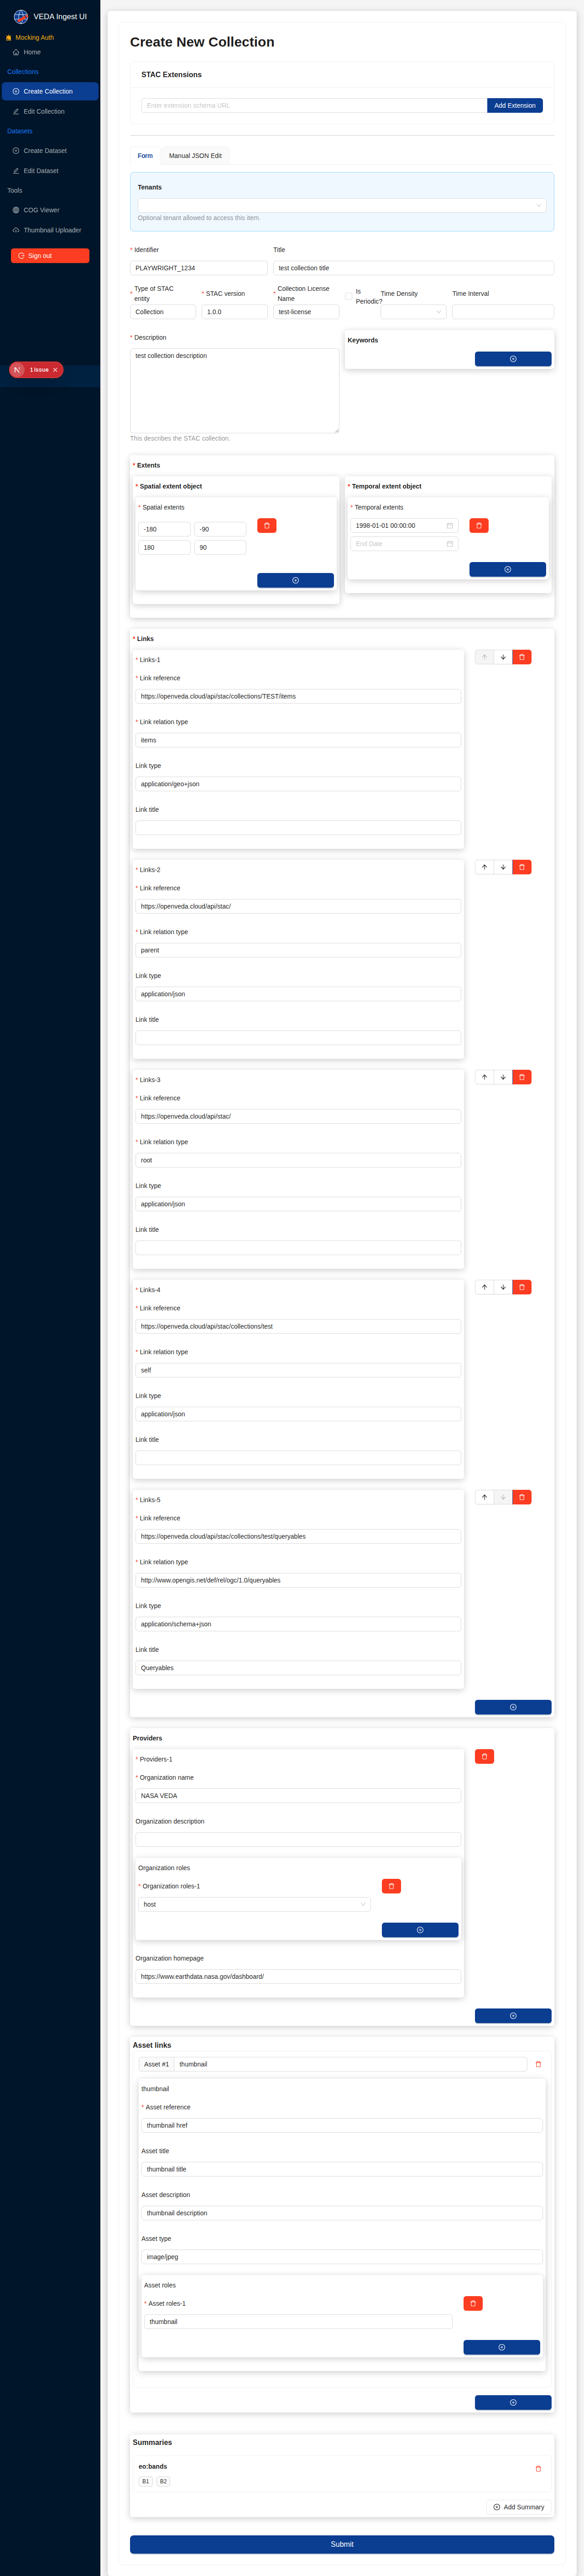 VEDA Ingest UI
Mocking Auth
Home
Collections
Create Collection
Edit Collection
Datasets
Create Dataset
Edit Dataset
Tools
COG Viewer
Thumbnail Uploader
Sign out
N 1 Issue
Create New Collection
STAC Extensions
Enter extension schema URL
Add Extension
Form Manual JSON Edit
Tenants
Optional tenant allowed to access this item.
* Identifier Title
PLAYWRIGHT_1234 test collection title
* Type of STAC entity * STAC version * Collection License Name Is Periodic? Time Density Time Interval
Collection 1.0.0 test-license
* Description
test collection description
This describes the STAC collection.
Keywords
* Extents
* Spatial extent object
* Spatial extents
-180 -90
180 90
* Temporal extent object
* Temporal extents
1998-01-01 00:00:00
End Date
* Links
* Links-1
* Link reference
https://openveda.cloud/api/stac/collections/TEST/items
* Link relation type
items
Link type
application/geo+json
Link title
* Links-2
* Link reference
https://openveda.cloud/api/stac/
* Link relation type
parent
Link type
application/json
Link title
* Links-3
* Link reference
https://openveda.cloud/api/stac/
* Link relation type
root
Link type
application/json
Link title
* Links-4
* Link reference
https://openveda.cloud/api/stac/collections/test
* Link relation type
self
Link type
application/json
Link title
* Links-5
* Link reference
https://openveda.cloud/api/stac/collections/test/queryables
* Link relation type
http://www.opengis.net/def/rel/ogc/1.0/queryables
Link type
application/schema+json
Link title
Queryables
Providers
* Providers-1
* Organization name
NASA VEDA
Organization description
Organization roles
* Organization roles-1
host
Organization homepage
https://www.earthdata.nasa.gov/dashboard/
Asset links
Asset #1 thumbnail
thumbnail
* Asset reference
thumbnail href
Asset title
thumbnail title
Asset description
thumbnail description
Asset type
image/jpeg
Asset roles
* Asset roles-1
thumbnail
Summaries
eo:bands
B1 B2
Add Summary
Submit